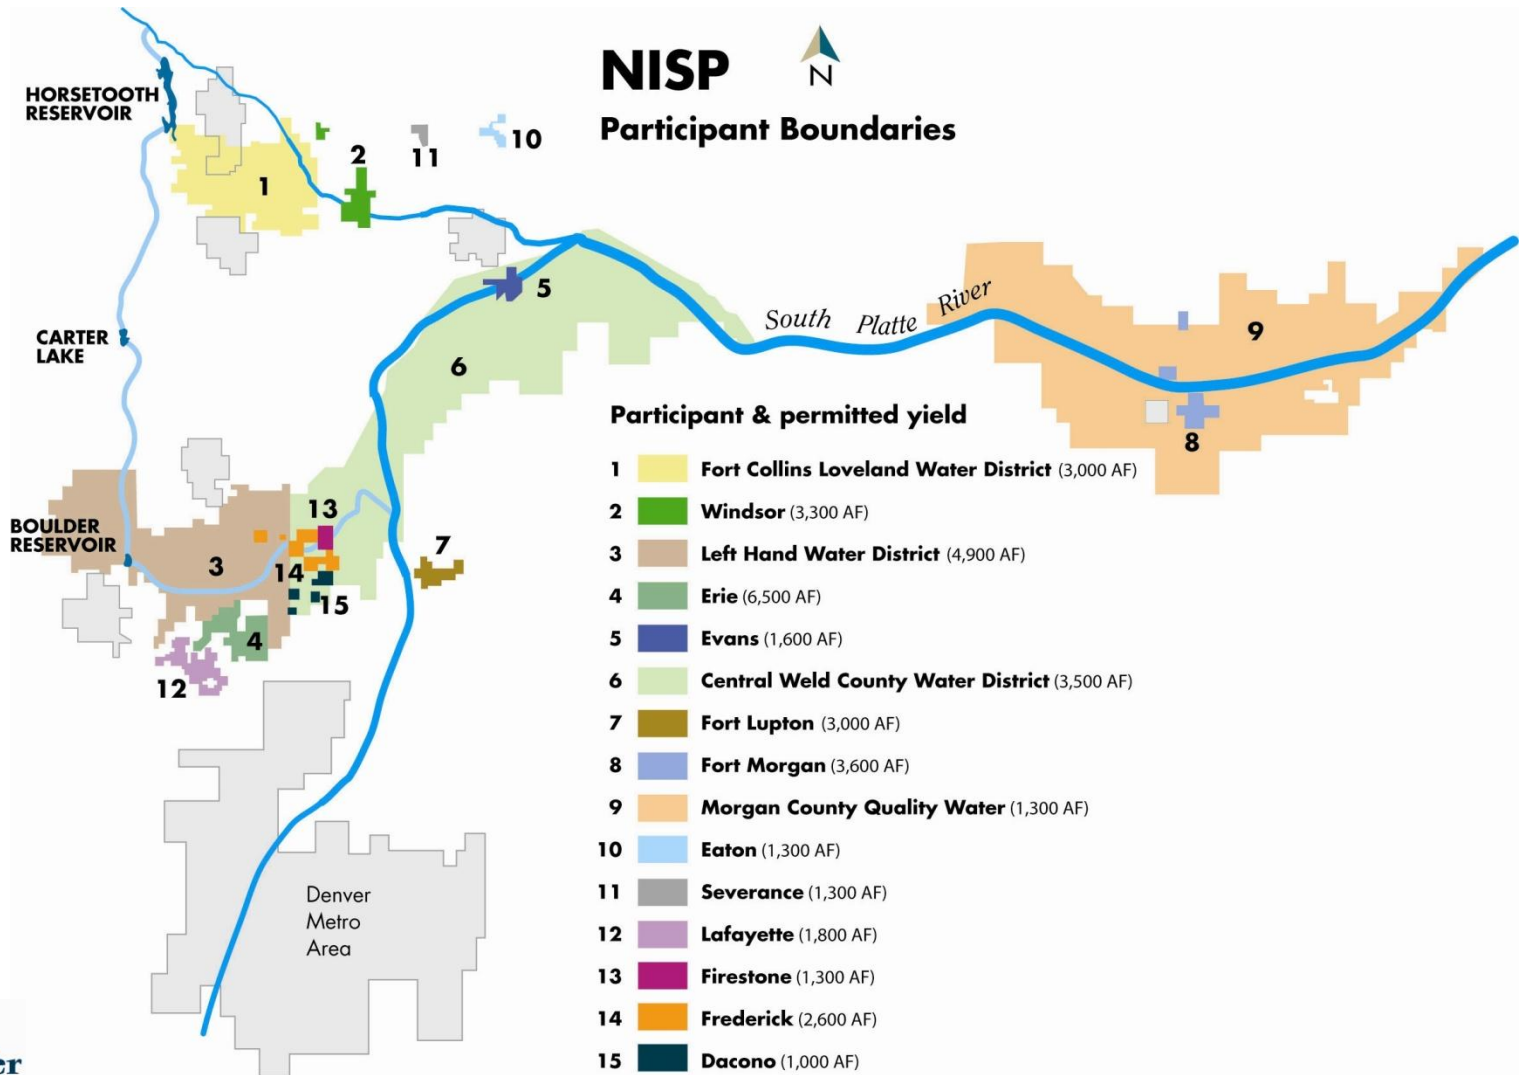 NISP
N
Participant Boundaries
HORSETOOTH
RESERVOIR
2
11
10
1
5
South Platte River
9
CARTER
LAKE
6
8
Participant & permitted yield
1 Fort Collins Loveland Water District (3,000 AF)
2 Windsor (3,300 AF)
3 Left Hand Water District (4,900 AF)
4 Erie (6,500 AF)
5 Evans (1,600 AF)
6 Central Weld County Water District (3,500 AF)
7 Fort Lupton (3,000 AF)
8 Fort Morgan (3,600 AF)
9 Morgan County Quality Water (1,300 AF)
10 Eaton (1,300 AF)
11 Severance (1,300 AF)
12 Lafayette (1,800 AF)
13 Firestone (1,300 AF)
14 Frederick (2,600 AF)
15 Dacono (1,000 AF)
13
BOULDER
RESERVOIR
7
3
14
15
4
12
Denver
Metro
Area
er